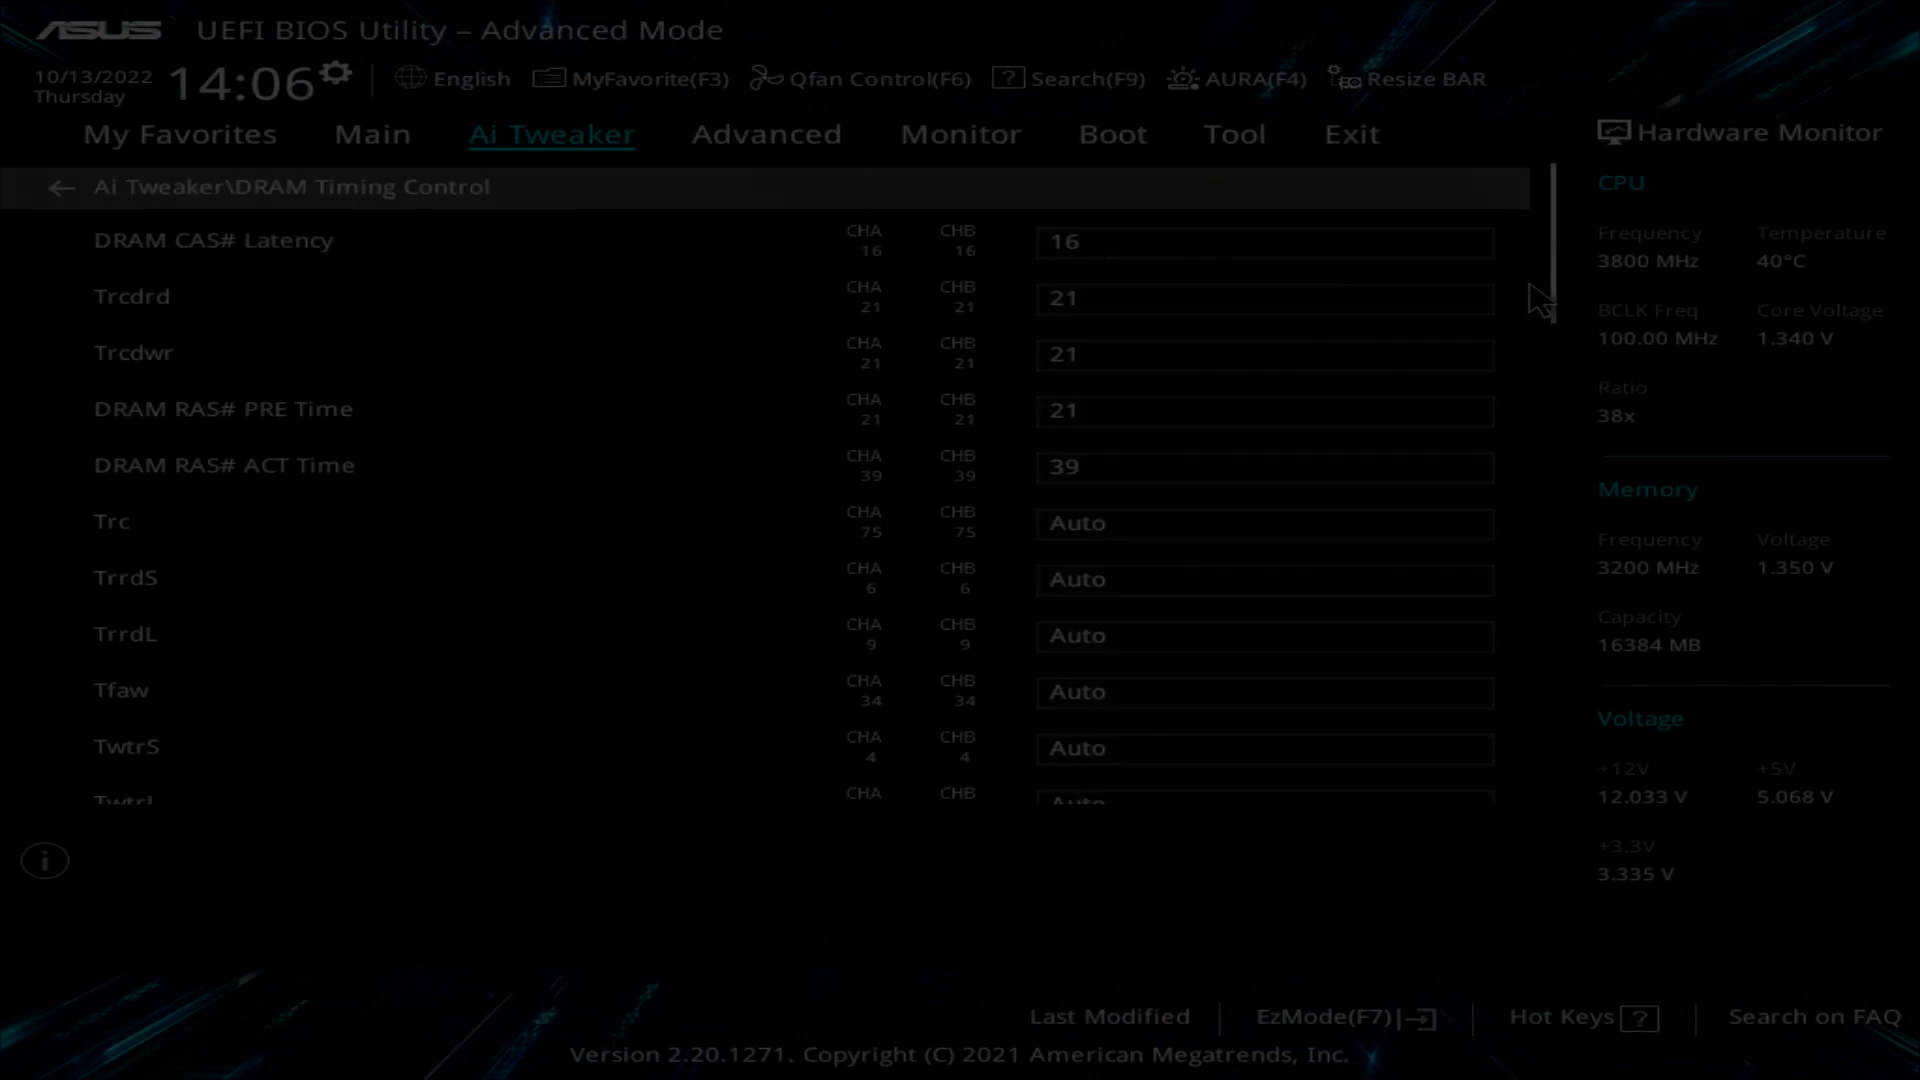 ASUS UEFI BIOS Utility – Advanced Mode
10/13/2022
Thursday
14:06 English MyFavorite(F3) Qfan Control(F6) ? Search(F9) AURA(F4) Resize BAR
My Favorites Main Ai Tweaker Advanced Monitor Boot Tool Exit
Ai Tweaker\DRAM Timing Control
DRAM CAS# Latency CHA 16 CHB 16 16
Trcdrd CHA 21 CHB 21 21
Trcdwr CHA 21 CHB 21 21
DRAM RAS# PRE Time CHA 21 CHB 21 21
DRAM RAS# ACT Time CHA 39 CHB 39 39
Trc CHA 75 CHB 75 Auto
TrrdS CHA 6 CHB 6 Auto
TrrdL CHA 9 CHB 9 Auto
Tfaw CHA 34 CHB 34 Auto
TwtrS CHA 4 CHB 4 Auto
TwtrL CHA CHB Auto
Hardware Monitor
CPU
Frequency Temperature
3800 MHz 40°C
BCLK Freq Core Voltage
100.00 MHz 1.340 V
Ratio
38x
Memory
Frequency Voltage
3200 MHz 1.350 V
Capacity
16384 MB
Voltage
+12V +5V
12.033 V 5.068 V
+3.3V
3.335 V
Last Modified EzMode(F7) Hot Keys ? Search on FAQ
Version 2.20.1271. Copyright (C) 2021 American Megatrends, Inc.